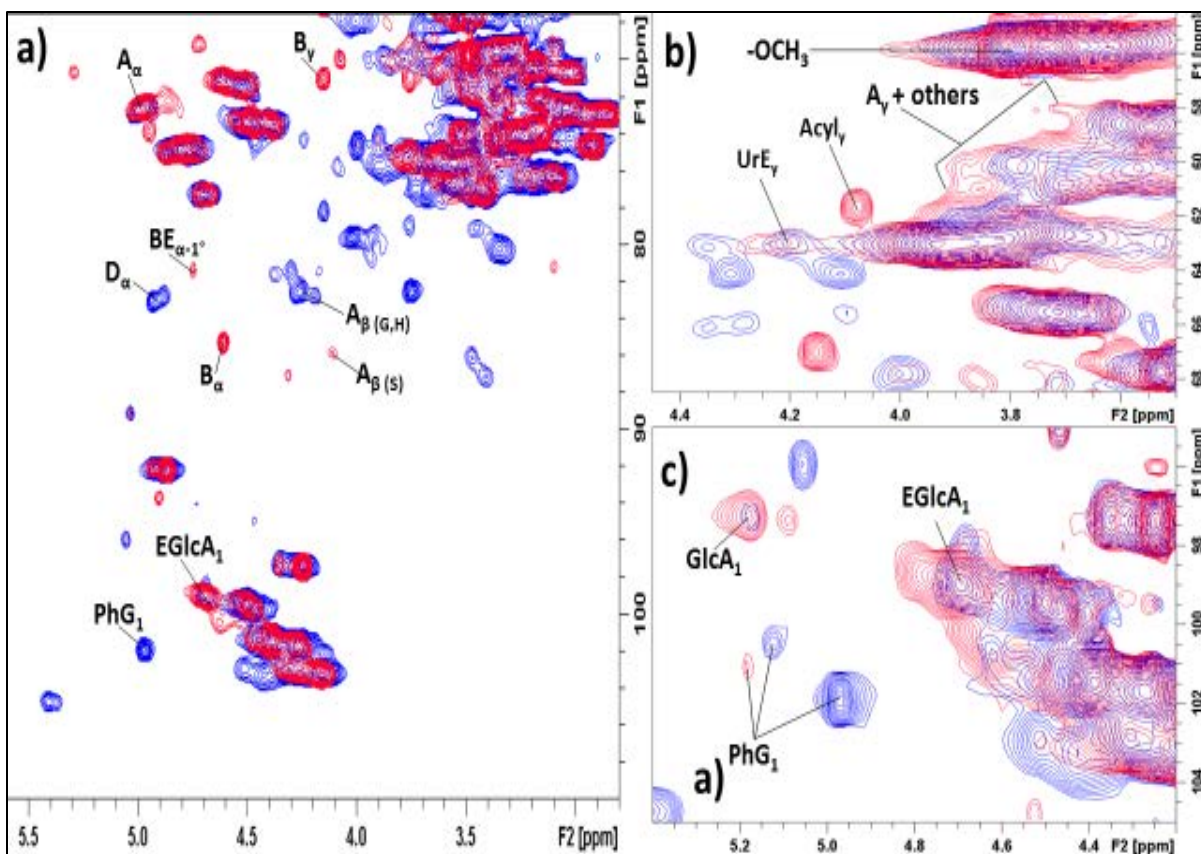 a)
Aα
Bγ
BEα-1°
Dα
Aβ (G,H)
Bα
Aβ (S)
EGlcA1
PhG1
80
90
100
F1 [ppm]
5.5 5.0 4.5 4.0 3.5 F2 [ppm]
b)
-OCH3
Aγ + others
Acylγ
UrEγ
F1 [ppm]
58
60
62
64
66
68
4.4 4.2 4.0 3.8 F2 [ppm]
c)
EGlcA1
GlcA1
PhG1
a)
F1 [ppm]
98
100
102
104
5.2 5.0 4.8 4.6 4.4 F2 [ppm]